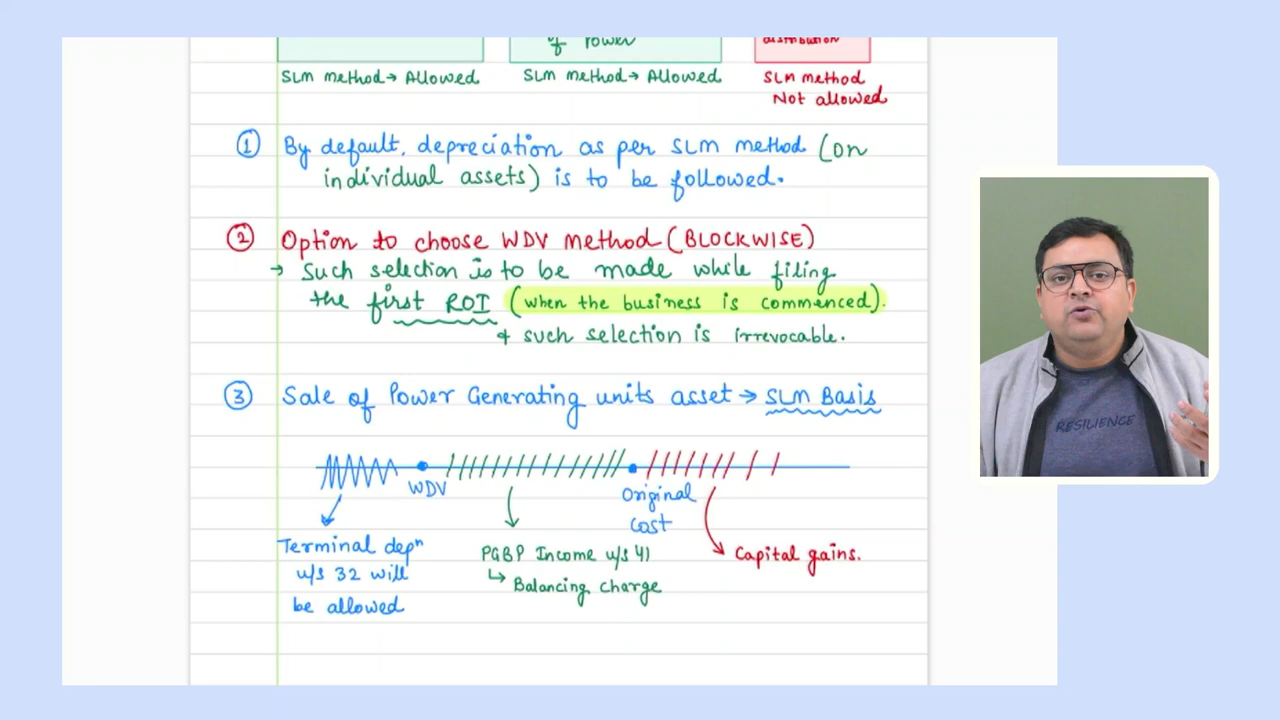 of Power
distribution
SLM method → Allowed
SLM method → Allowed
SLM method
Not allowed
① By default, depreciation as per SLM method (on
individual assets) is to be followed.
② Option to choose WDV method (BLOCKWISE)
→ Such selection is to be made while filing
the first ROI (when the business is commenced).
& such selection is irrevocable.
③ Sale of Power Generating units asset → SLM Basis
WDV
Original
Cost
Terminal depⁿ
u/s 32 will
be allowed
PGBP Income u/s 41
↳ Balancing charge
Capital gains.
RESILIENCE